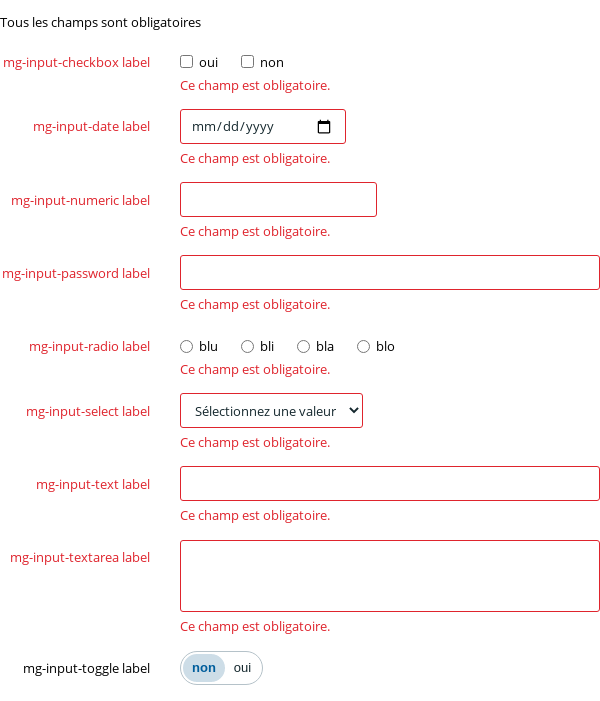 Tous les champs sont obligatoires
mg-input-checkbox label oui non
Ce champ est obligatoire.
mg-input-date label mm/dd/yyyy
Ce champ est obligatoire.
mg-input-numeric label
Ce champ est obligatoire.
mg-input-password label
Ce champ est obligatoire.
mg-input-radio label blu bli bla blo
Ce champ est obligatoire.
mg-input-select label Sélectionnez une valeur
Ce champ est obligatoire.
mg-input-text label
Ce champ est obligatoire.
mg-input-textarea label
Ce champ est obligatoire.
mg-input-toggle label non oui